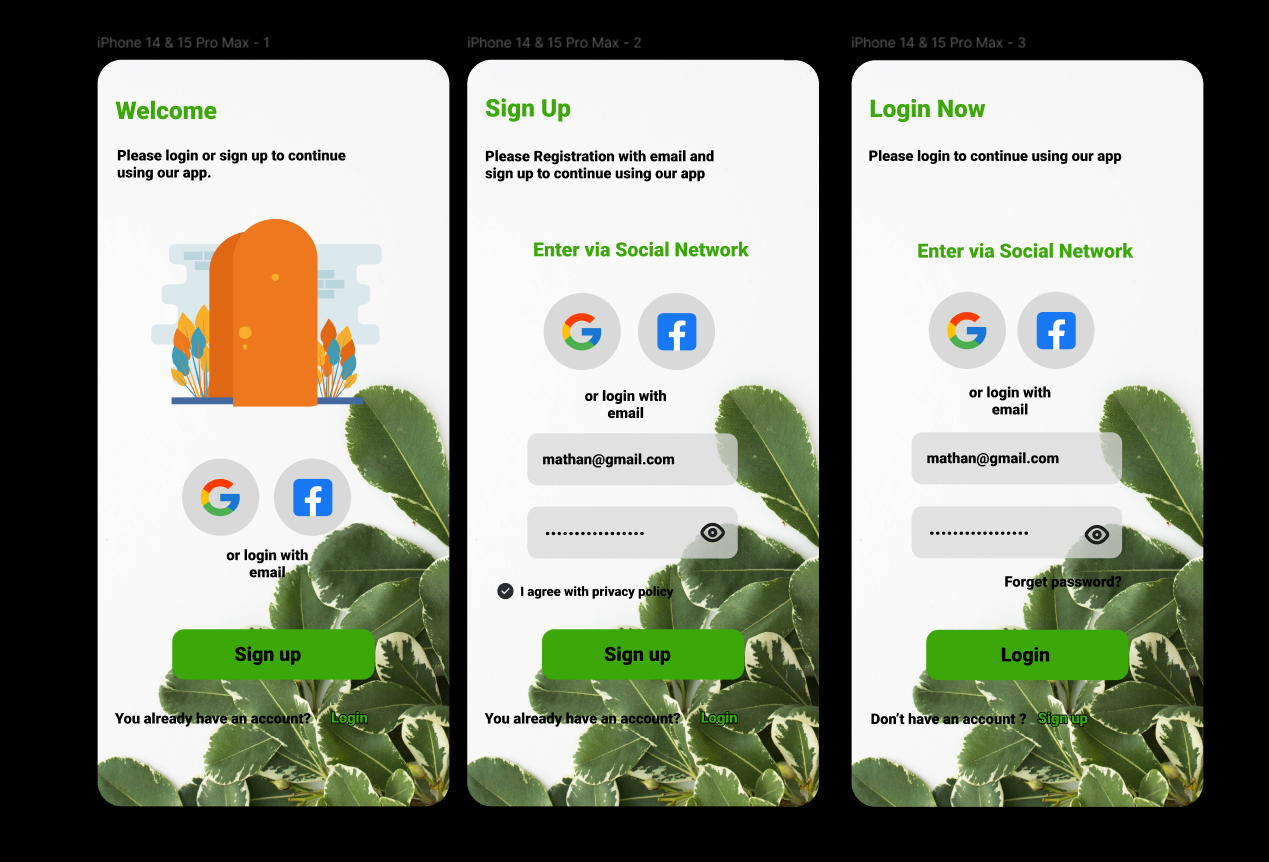 iPhone 14 & 15 Pro Max - 1
Welcome
Please login or sign up to continue
using our app.
or login with
email
Sign up
You already have an account? Login
iPhone 14 & 15 Pro Max - 2
Sign Up
Please Registration with email and
sign up to continue using our app
Enter via Social Network
or login with
email
mathan@gmail.com
•••••••••••••••••
I agree with privacy policy
Sign up
You already have an account? Login
iPhone 14 & 15 Pro Max - 3
Login Now
Please login to continue using our app
Enter via Social Network
or login with
email
mathan@gmail.com
•••••••••••••••••
Forget password?
Login
Don't have an account ? Sign up